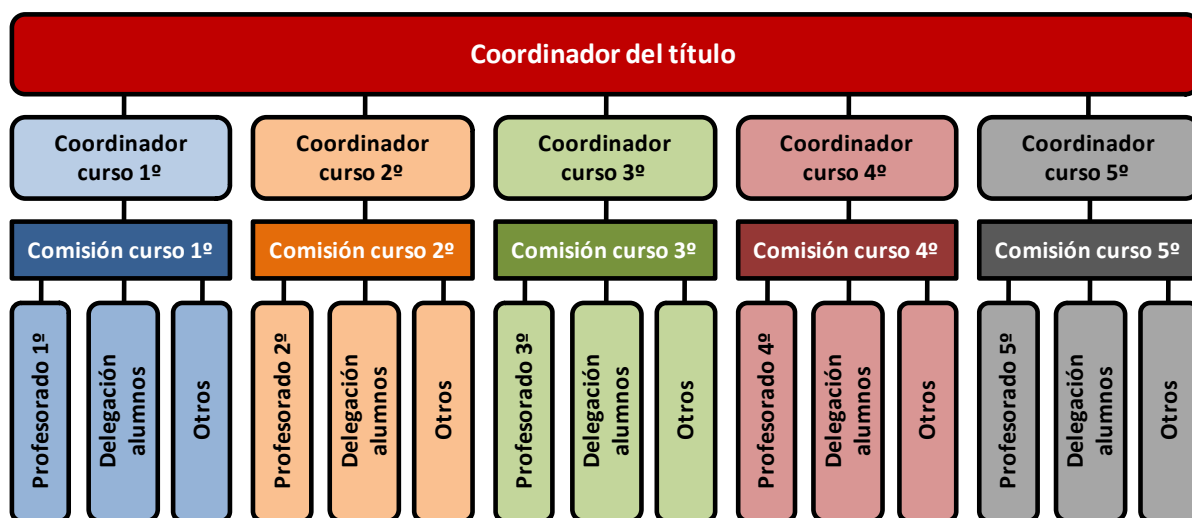 Coordinador del título
Coordinador
curso 1º
Coordinador
curso 2º
Coordinador
curso 3º
Coordinador
curso 4º
Coordinador
curso 5º
Comisión curso 1º
Comisión curso 2º
Comisión curso 3º
Comisión curso 4º
Comisión curso 5º
Profesorado 1º
Delegación
alumnos
Otros
Profesorado 2º
Delegación
alumnos
Otros
Profesorado 3º
Delegación
alumnos
Otros
Profesorado 4º
Delegación
alumnos
Otros
Profesorado 5º
Delegación
alumnos
Otros